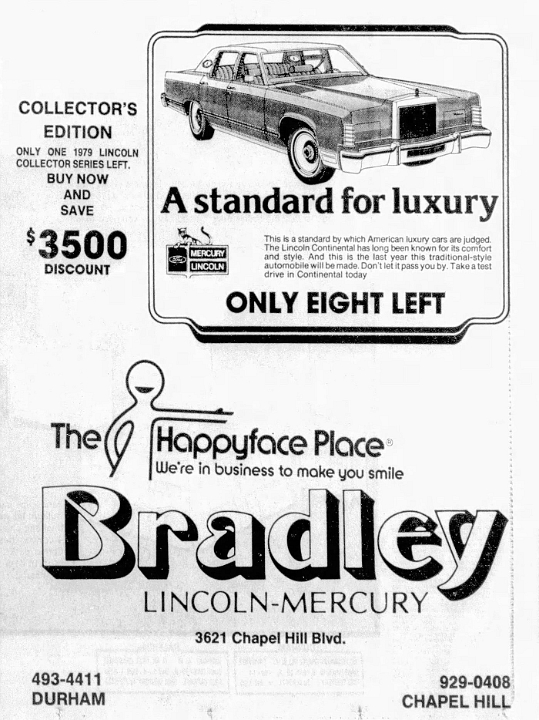 COLLECTOR'S
EDITION
ONLY ONE 1979 LINCOLN
COLLECTOR SERIES LEFT.
BUY NOW
AND
SAVE
$3500
DISCOUNT
A standard for luxury
Ford
MERCURY
LINCOLN
This is a standard by which American luxury cars are judged.
The Lincoln Continental has long been known for its comfort
and style. And this is the last year this traditional-style
automobile will be made. Don't let it pass you by. Take a test
drive in Continental today
ONLY EIGHT LEFT
The Happyface Place®
We're in business to make you smile
Bradley
LINCOLN-MERCURY
3621 Chapel Hill Blvd.
493-4411
DURHAM
929-0408
CHAPEL HILL